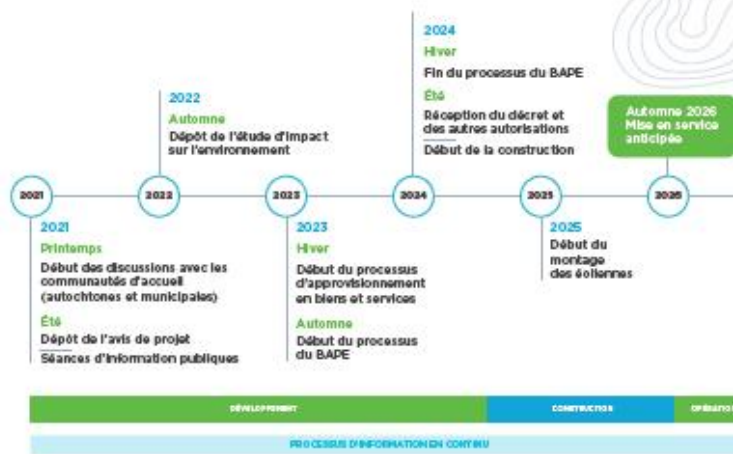 2024
Hiver
Fin du processus du BAPE
Été
Réception du décret et
des autres autorisations
Début de la construction
2022
Automne
Dépôt de l'étude d'impact
sur l'environnement
Automne 2026
Mise en service
anticipée
2021
2022
2023
2024
2025
2026
2021
Printemps
Début des discussions avec les
communautés d'accueil
(autochtones et municipales)
Été
Dépôt de l'avis de projet
Séances d'information publiques
2023
Hiver
Début du processus
d'approvisionnement
en biens et services
Automne
Début du processus
du BAPE
2025
Début du
montage
des éoliennes
DÉVELOPPEMENT
CONSTRUCTION
PROCESSUS D'INFORMATION EN CONTINU